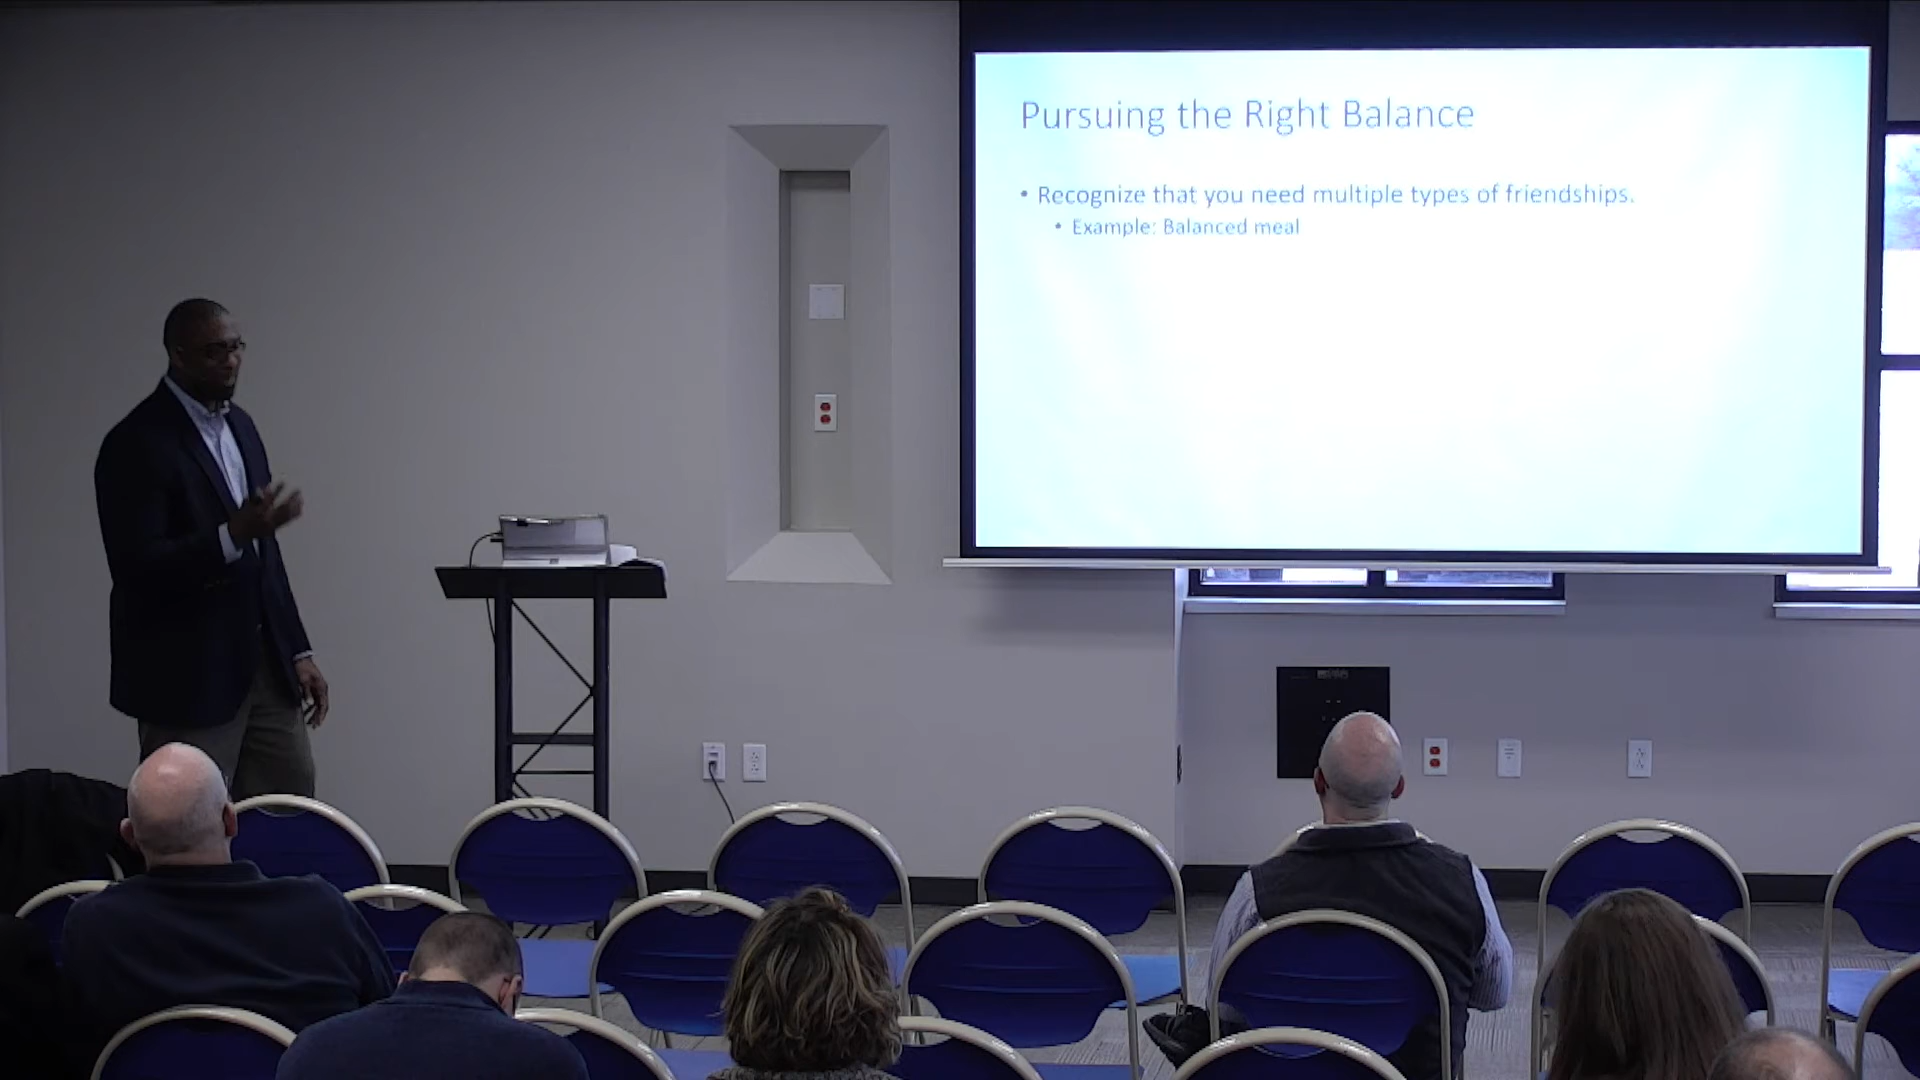 Pursuing the Right Balance
• Recognize that you need multiple types of friendships.
• Example: Balanced meal